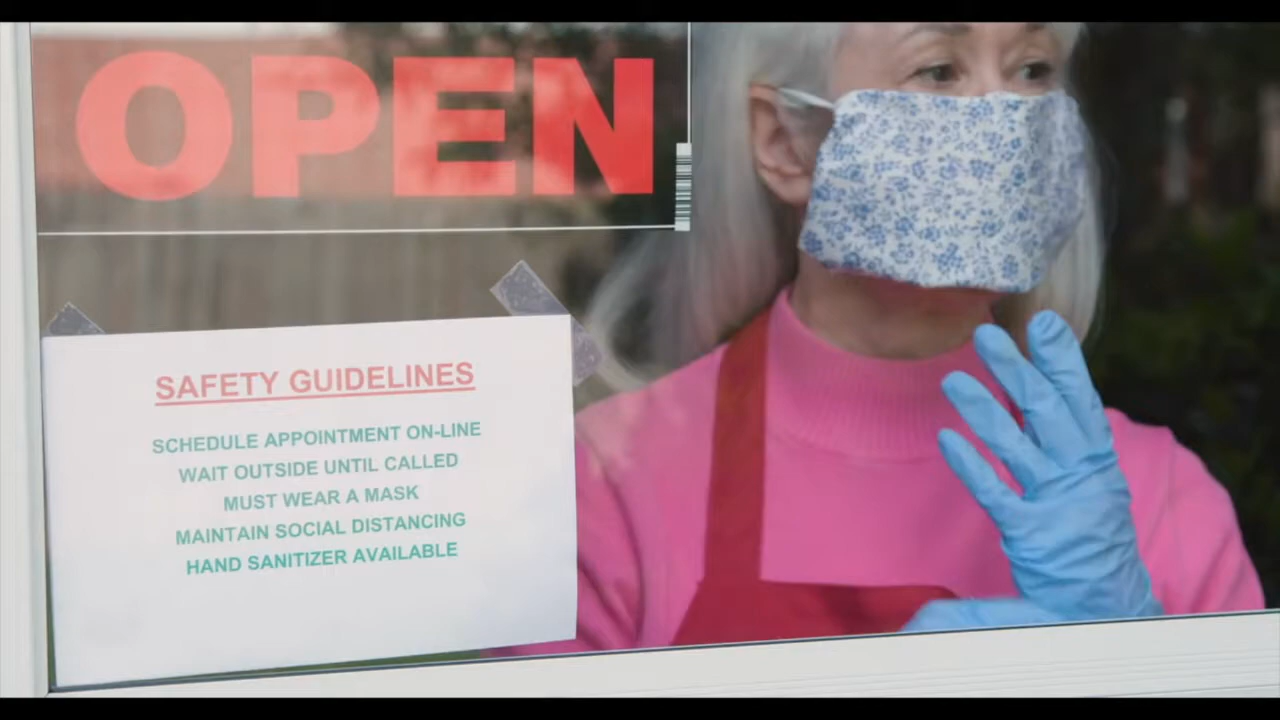 OPEN
SAFETY GUIDELINES
SCHEDULE APPOINTMENT ON-LINE
WAIT OUTSIDE UNTIL CALLED
MUST WEAR A MASK
MAINTAIN SOCIAL DISTANCING
HAND SANITIZER AVAILABLE